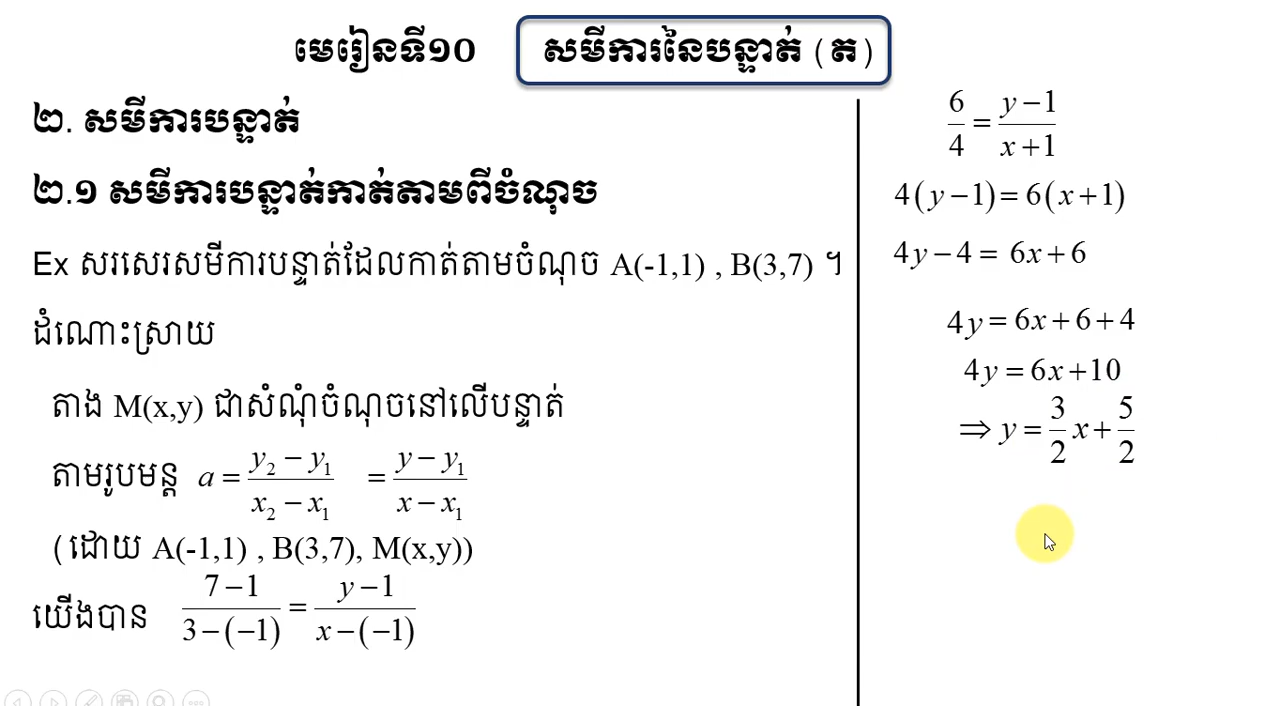 មេរៀនទី១០ សមីការនៃបន្ទាត់ (ត)
២. សមីការបន្ទាត់
២.១ សមីការបន្ទាត់កាត់តាមពីចំណុច
Ex សរសេរសមីការបន្ទាត់ដែលកាត់តាមចំណុច A(-1,1) , B(3,7) ។
ដំណោះស្រាយ
តាង M(x,y) ជាសំណុំចំណុចនៅលើបន្ទាត់
តាមរូបមន្ត a = (y₂ − y₁)/(x₂ − x₁) = (y − y₁)/(x − x₁)
(ដោយ A(-1,1) , B(3,7), M(x,y))
យើងបាន (7 − 1)/(3 − (−1)) = (y − 1)/(x − (−1))
6/4 = (y − 1)/(x + 1)
4(y − 1) = 6(x + 1)
4y − 4 = 6x + 6
4y = 6x + 6 + 4
4y = 6x + 10
⇒ y = 3/2 x + 5/2